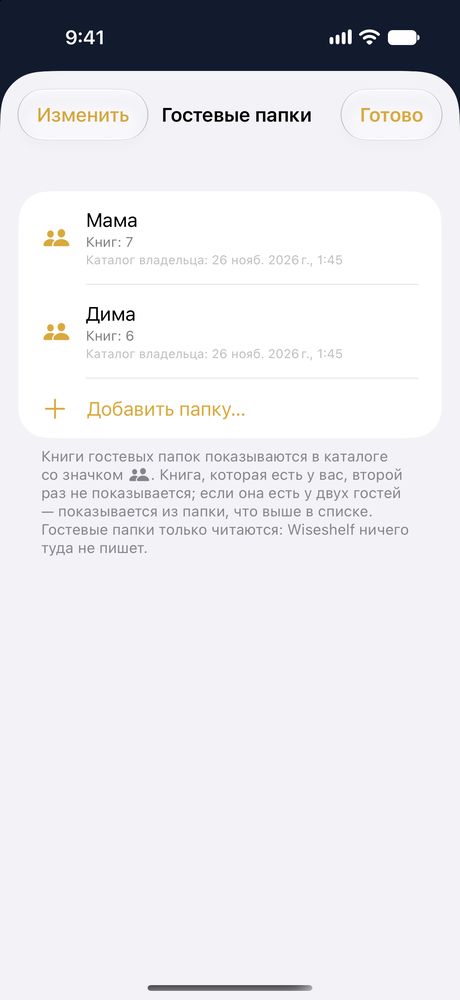 9:41
Изменить
Гостевые папки
Готово
Мама
Книг: 7
Каталог владельца: 26 нояб. 2026 г., 1:45
Дима
Книг: 6
Каталог владельца: 26 нояб. 2026 г., 1:45
Добавить папку...
Книги гостевых папок показываются в каталоге
со значком . Книга, которая есть у вас, второй
раз не показывается; если она есть у двух гостей
— показывается из папки, что выше в списке.
Гостевые папки только читаются: Wiseshelf ничего
туда не пишет.